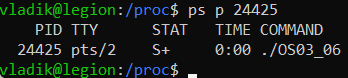 vladik@legion:/proc$ ps p 24425
PID TTY STAT TIME COMMAND
24425 pts/2 S+ 0:00 ./OS03_06
vladik@legion:/proc$